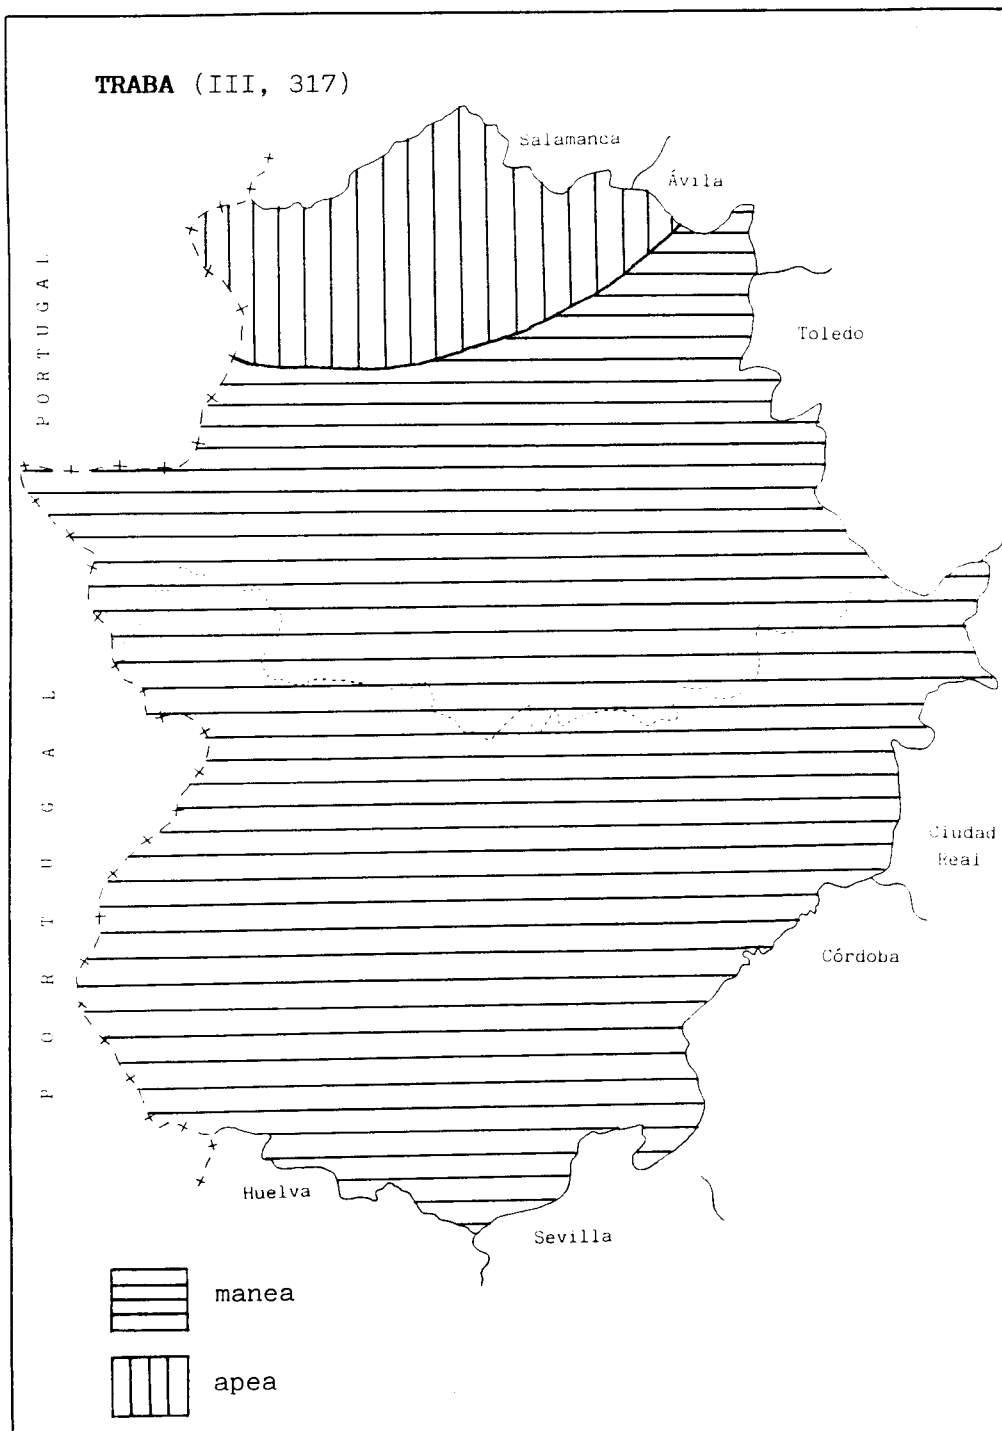 TRABA (III, 317)
Salamanca
Ávila
PORTUGAL
Toledo
PORTUGAL
Ciudad
Real
Córdoba
Huelva
Sevilla
manea
apea